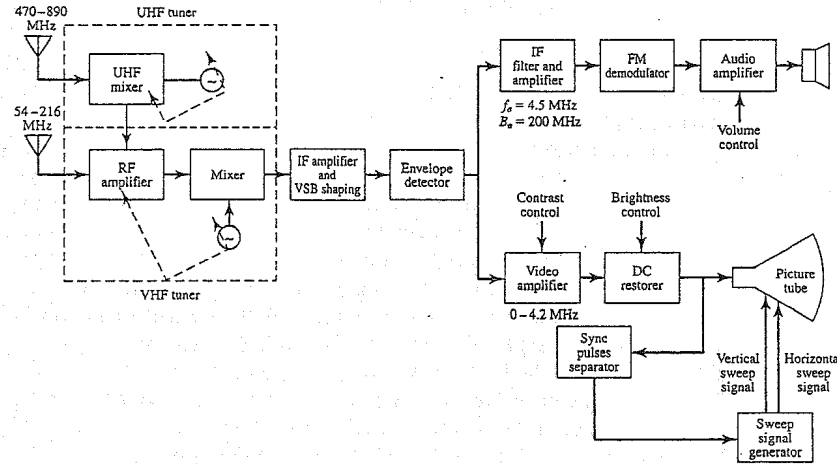 470–890
MHz
UHF tuner
UHF
mixer
54–216
MHz
RF
amplifier
Mixer
VHF tuner
IF amplifier
and
VSB shaping
Envelope
detector
IF
filter and
amplifier
fa = 4.5 MHz
Ba = 200 MHz
FM
demodulator
Audio
amplifier
Volume
control
Contrast
control
Brightness
control
Video
amplifier
0–4.2 MHz
DC
restorer
Picture
tube
Sync
pulses
separator
Vertical
sweep
signal
Horizonta
sweep
signal
Sweep
signal
generator